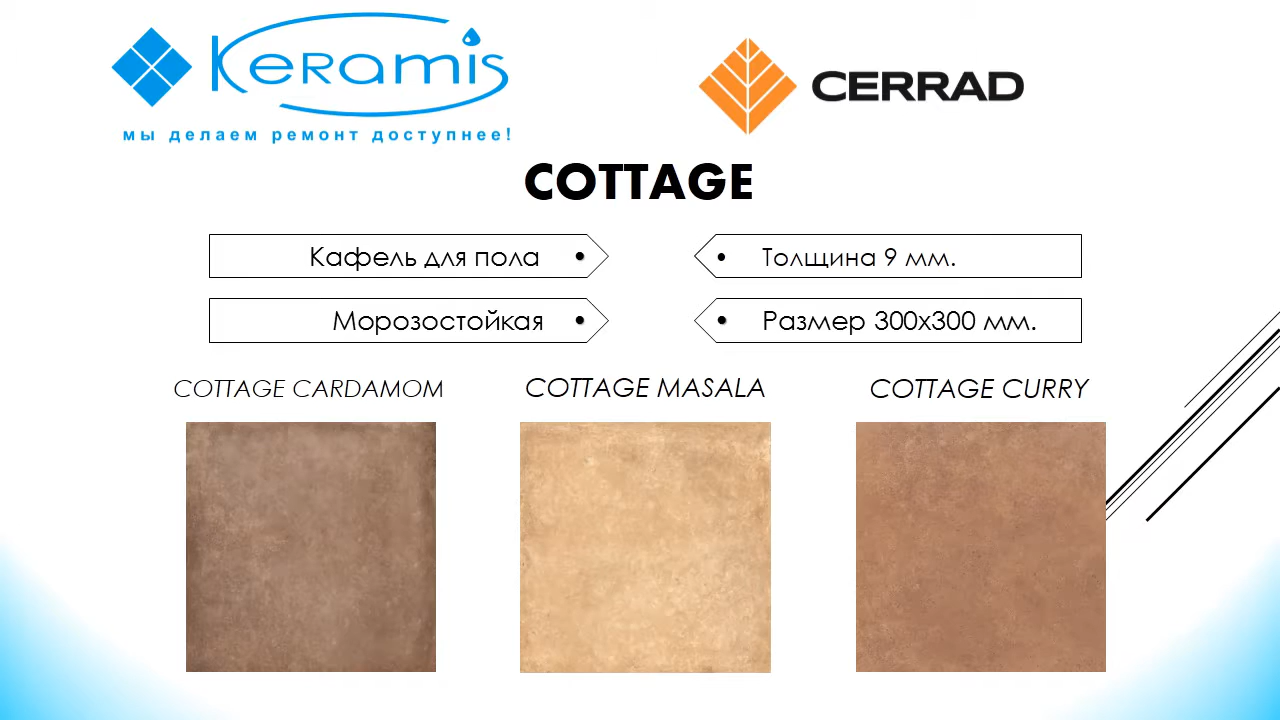 Keramis
мы делаем ремонт доступнее!
CERRAD
COTTAGE
Кафель для пола •
• Толщина 9 мм.
Морозостойкая •
• Размер 300х300 мм.
COTTAGE CARDAMOM
COTTAGE MASALA
COTTAGE CURRY